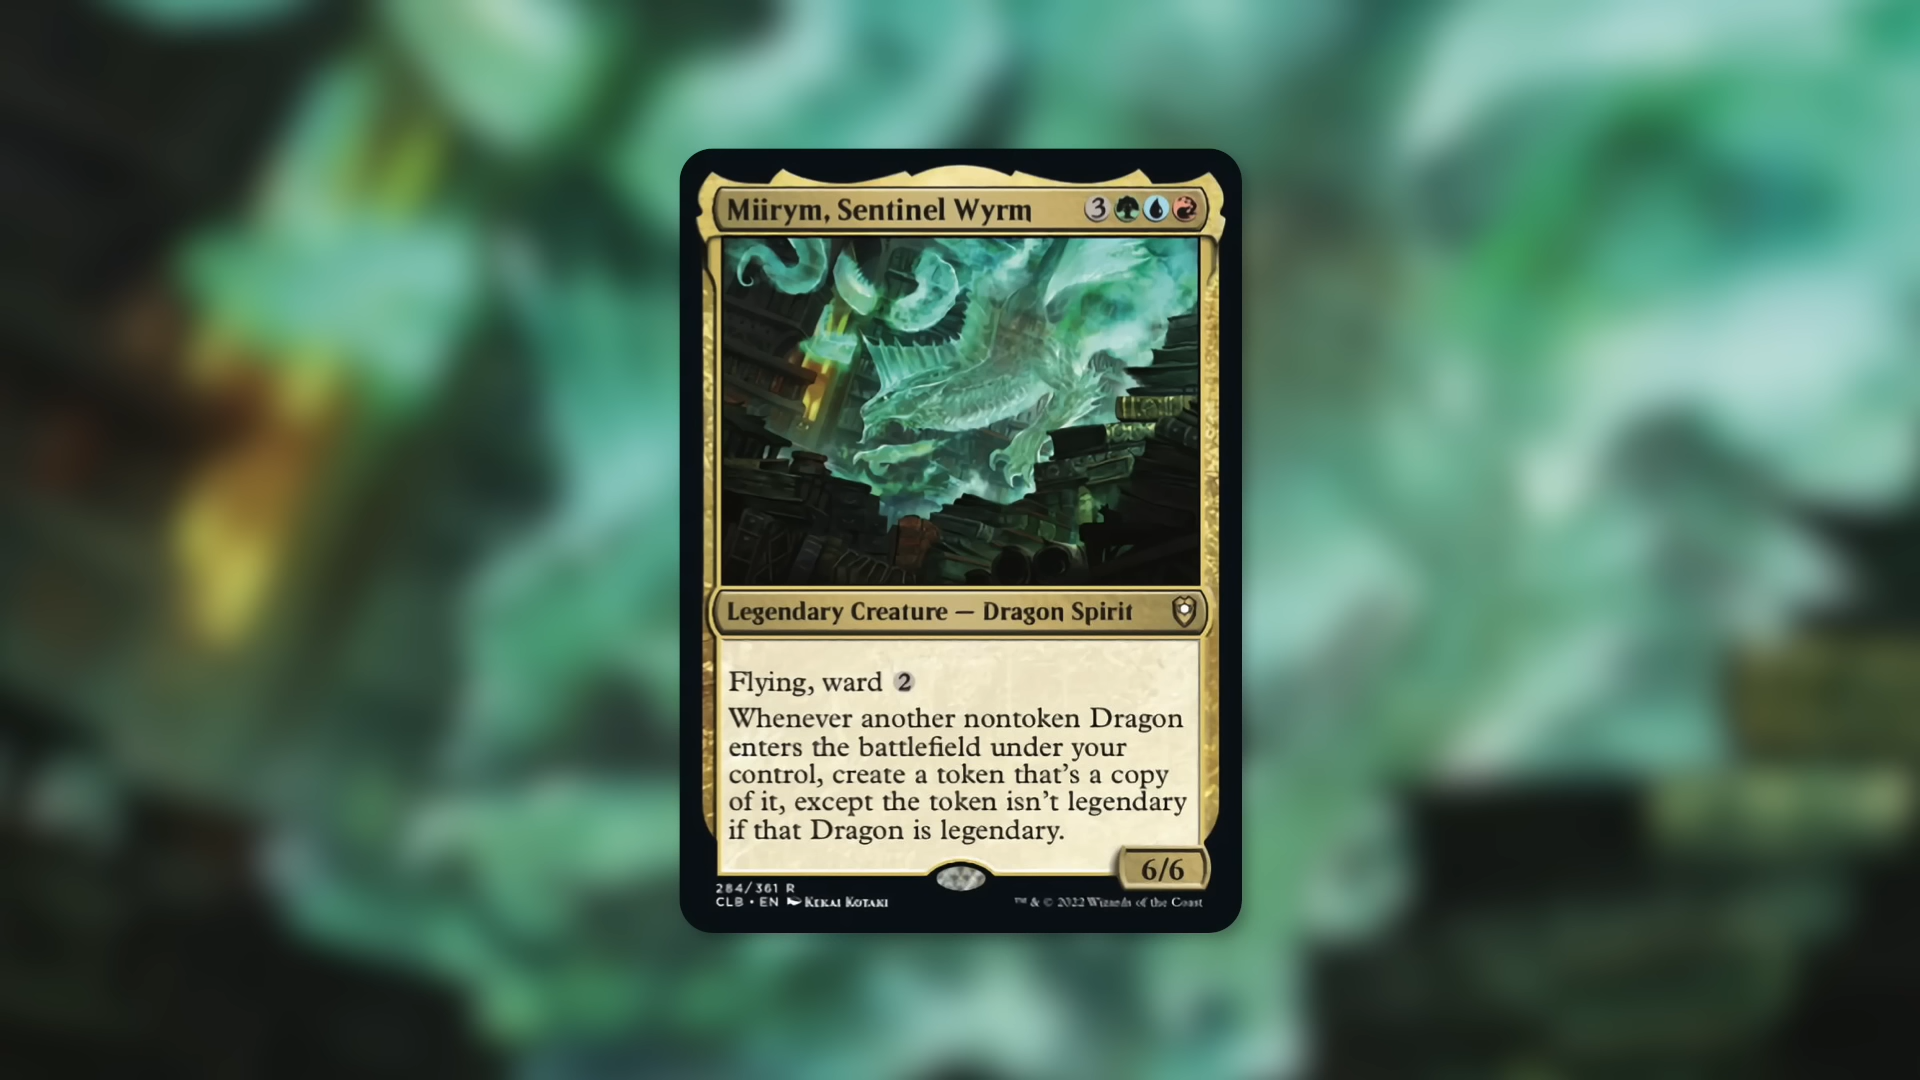 Miirym, Sentinel Wyrm 3
Legendary Creature — Dragon Spirit
Flying, ward 2
Whenever another nontoken Dragon
enters the battlefield under your
control, create a token that's a copy
of it, except the token isn't legendary
if that Dragon is legendary.
6/6
284/361 R
CLB • EN Kekai Kotaki
™ & © 2022 Wizards of the Coast